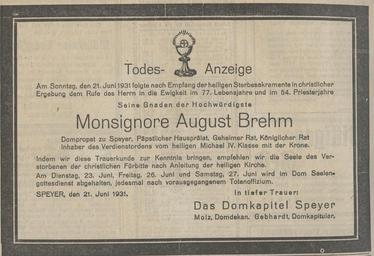 Todes- Anzeige
Am Sonntag, den 21. Juni 1931 folgte nach Empfang der heiligen Sterbesakramente in christlicher
Ergebung dem Rufe des Herrn in die Ewigkeit im 77. Lebensjahre und im 54. Priesterjahre
Seine Gnaden der Hochwürdigste
Monsignore August Brehm
Dompropst zu Speyer, Päpstlicher Hausprälat, Geheimer Rat, Königlicher Rat
Inhaber des Verdienstordens vom heiligen Michael IV. Klasse mit der Krone.
Indem wir diese Trauerkunde zur Kenntnis bringen, empfehlen wir die Seele des Ver-
storbenen der christlichen Fürbitte nach Anleitung der heiligen Kirche.
Am Dienstag, 23. Juni, Freitag, 26. Juni und Samstag, 27. Juni wird im Dom Seelen-
gottesdienst abgehalten, jedesmal nach vorausgegangenem Totenoffizium.
SPEYER, den 21. Juni 1931.
In tiefer Trauer:
Das Domkapitel Speyer
Molz, Domdekan. Gebhardt, Domkapitular.